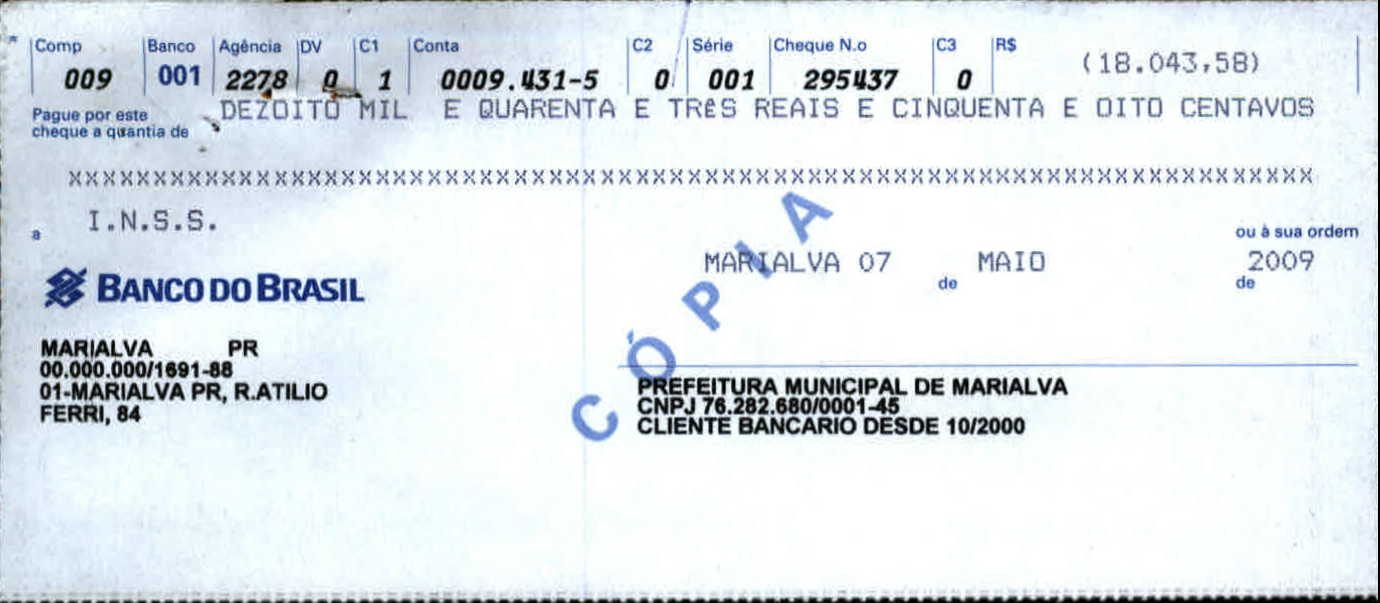 Comp Banco Agência DV C1 Conta C2 Série Cheque N.o C3 R$
009 001 2278 0 1 0009.431-5 0 001 295437 0 (18.043,58)
Pague por este cheque a quantia de DEZOITO MIL E QUARENTA E TRêS REAIS E CINQUENTA E OITO CENTAVOS
XXXXXXXXXXXXXXXXXXXXXXXXXXXXXXXXXXXXXXXXXXXXXXXXXXXXXXXXXXXXXXXXXXXXXXXXX
a I.N.S.S. ou à sua ordem
MARIALVA 07 de MAIO de 2009
BANCO DO BRASIL
CÓPIA
MARIALVA PR
00.000.000/1691-88
01-MARIALVA PR, R.ATILIO
FERRI, 84
PREFEITURA MUNICIPAL DE MARIALVA
CNPJ 76.282.680/0001-45
CLIENTE BANCARIO DESDE 10/2000